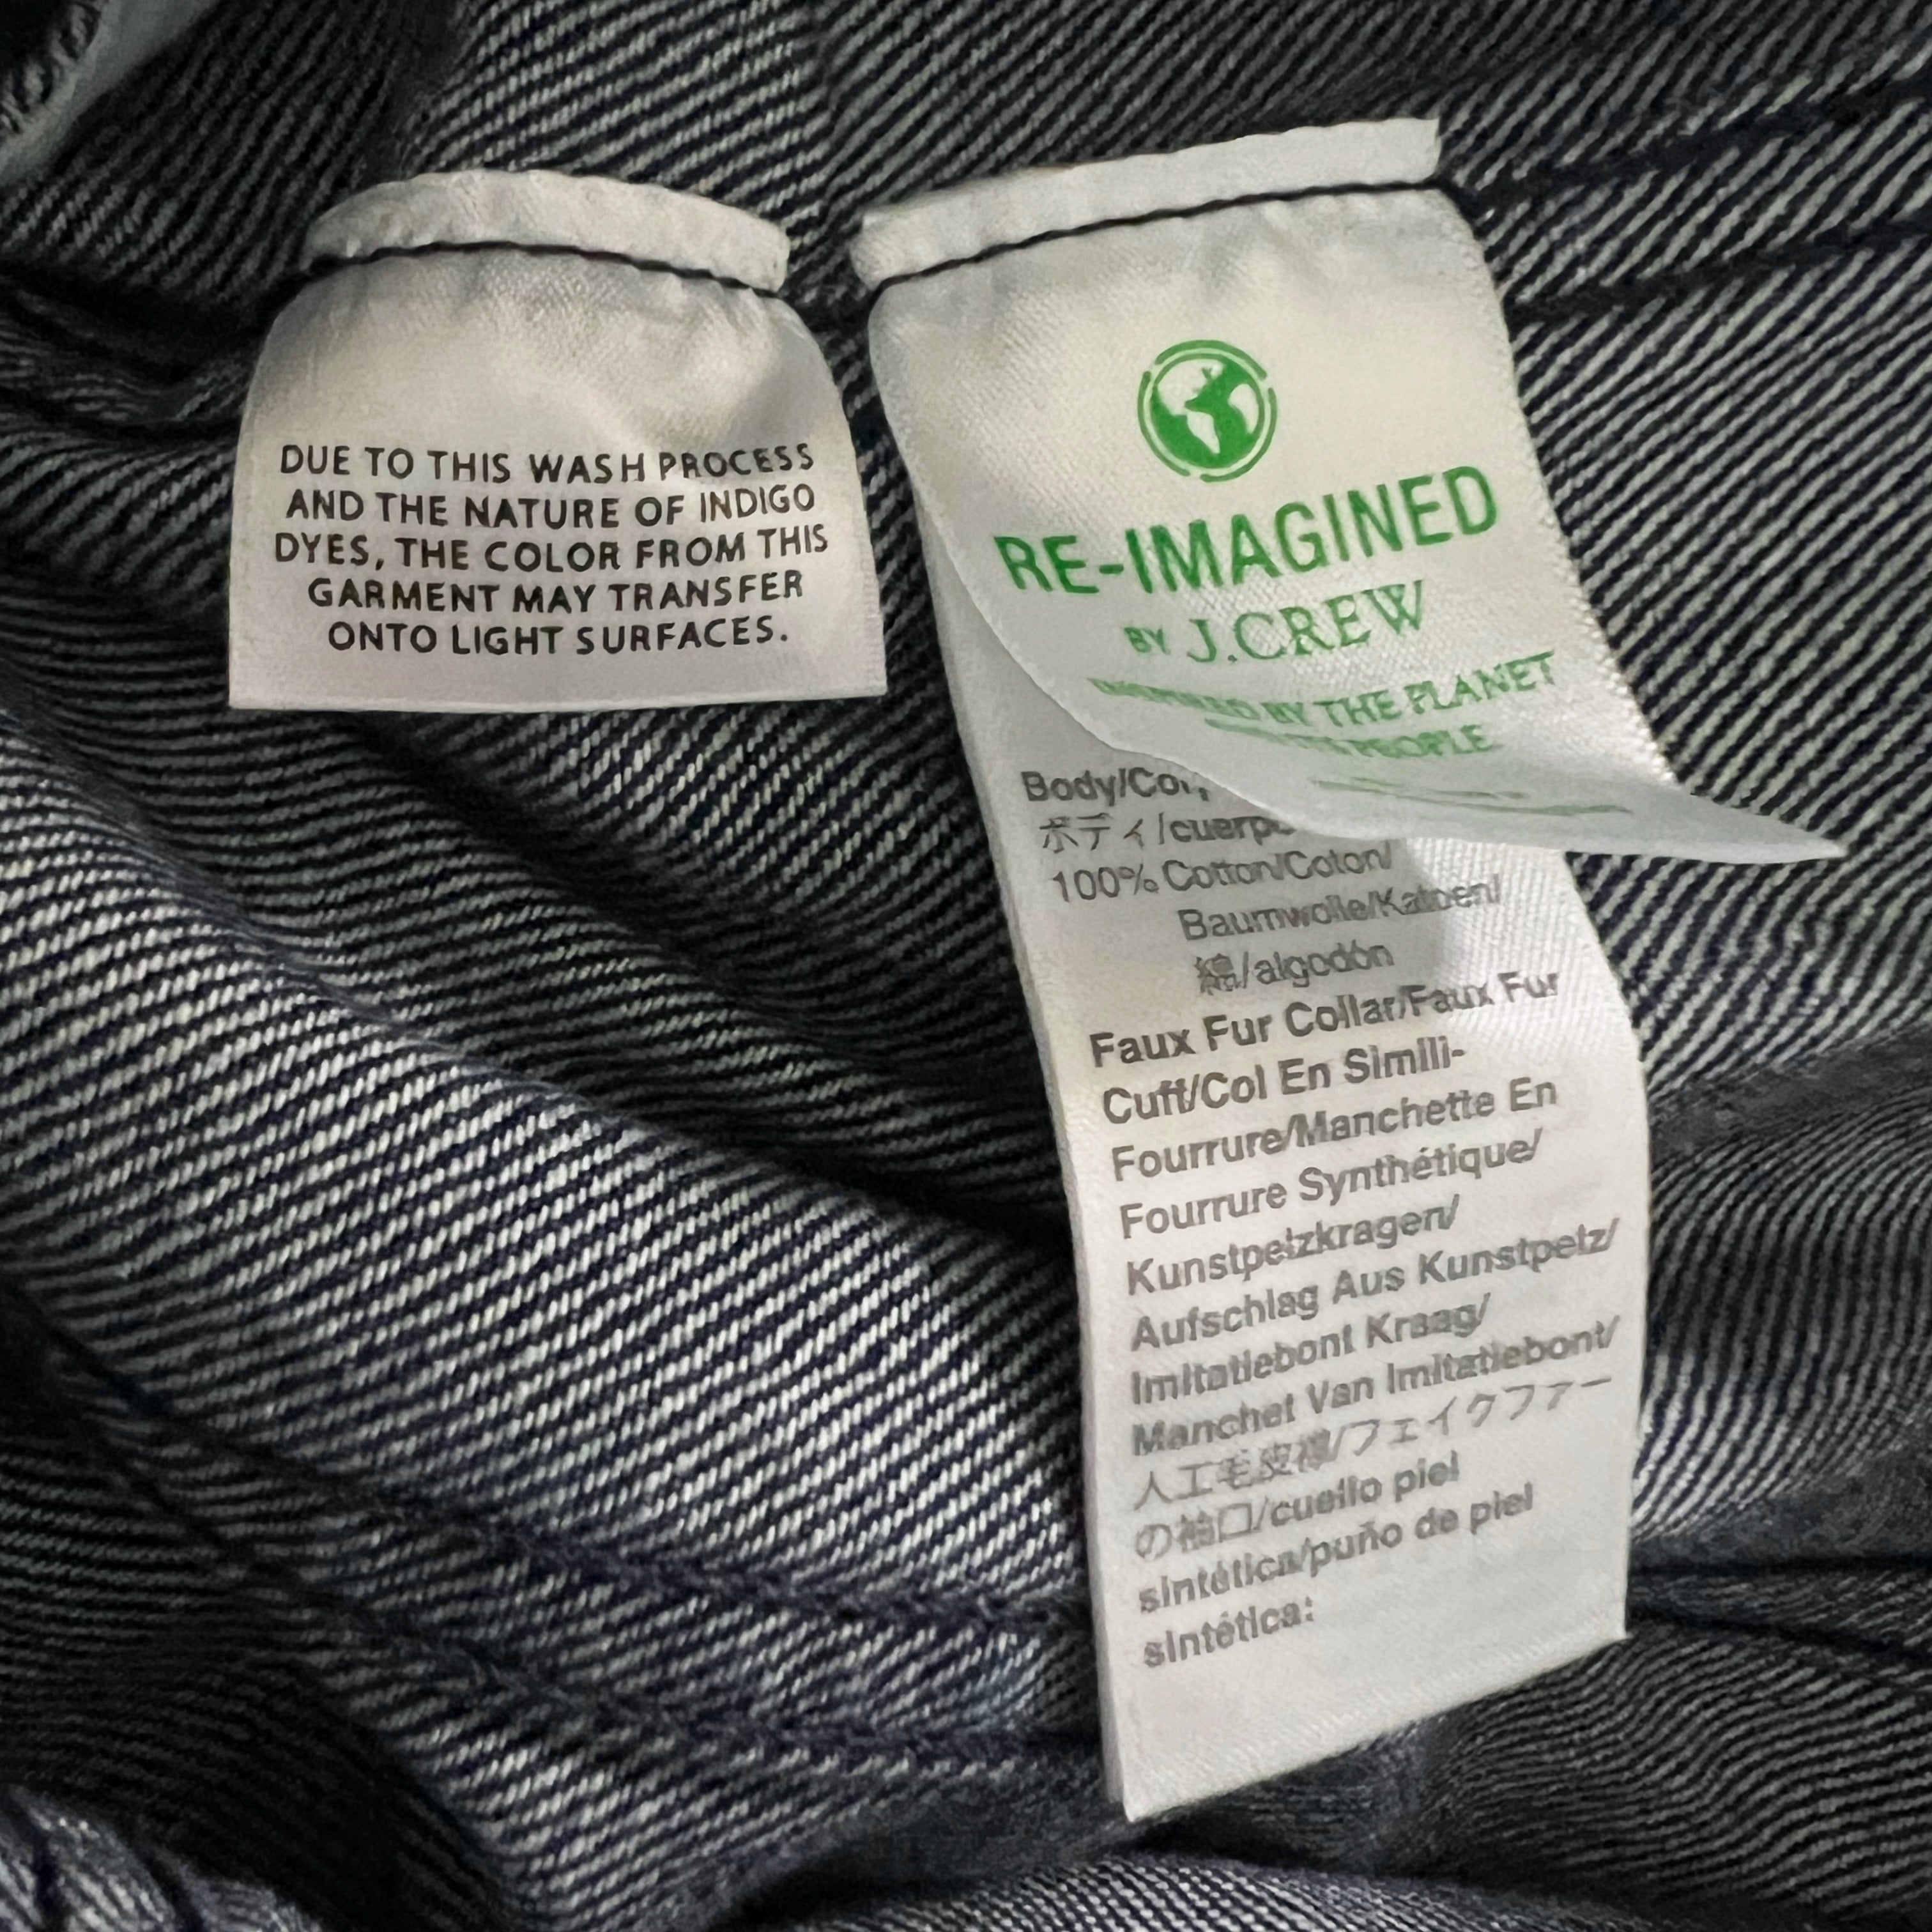 DUE TO THIS WASH PROCESS
AND THE NATURE OF INDIGO
DYES, THE COLOR FROM THIS
GARMENT MAY TRANSFER
ONTO LIGHT SURFACES.
RE-IMAGINED
BY J.CREW
INSPIRED BY THE PLANET
PEOPLE
Body/
ボディ/
100% Cotton/Coton/
Baumwolle/Katoen/
綿/algodón
Faux Fur Collar/Faux Fur
Cuff/Col En Simili-
Fourrure/Manchette En
Fourrure Synthétique/
Kunstpelzkragen/
Aufschlag Aus Kunstpelz/
Imitatiebont Kraag/
Manchet Van Imitatiebont/
人工毛皮襟/フェイクファー
の袖口/cuello piel
sintética/puño de piel
sintética: